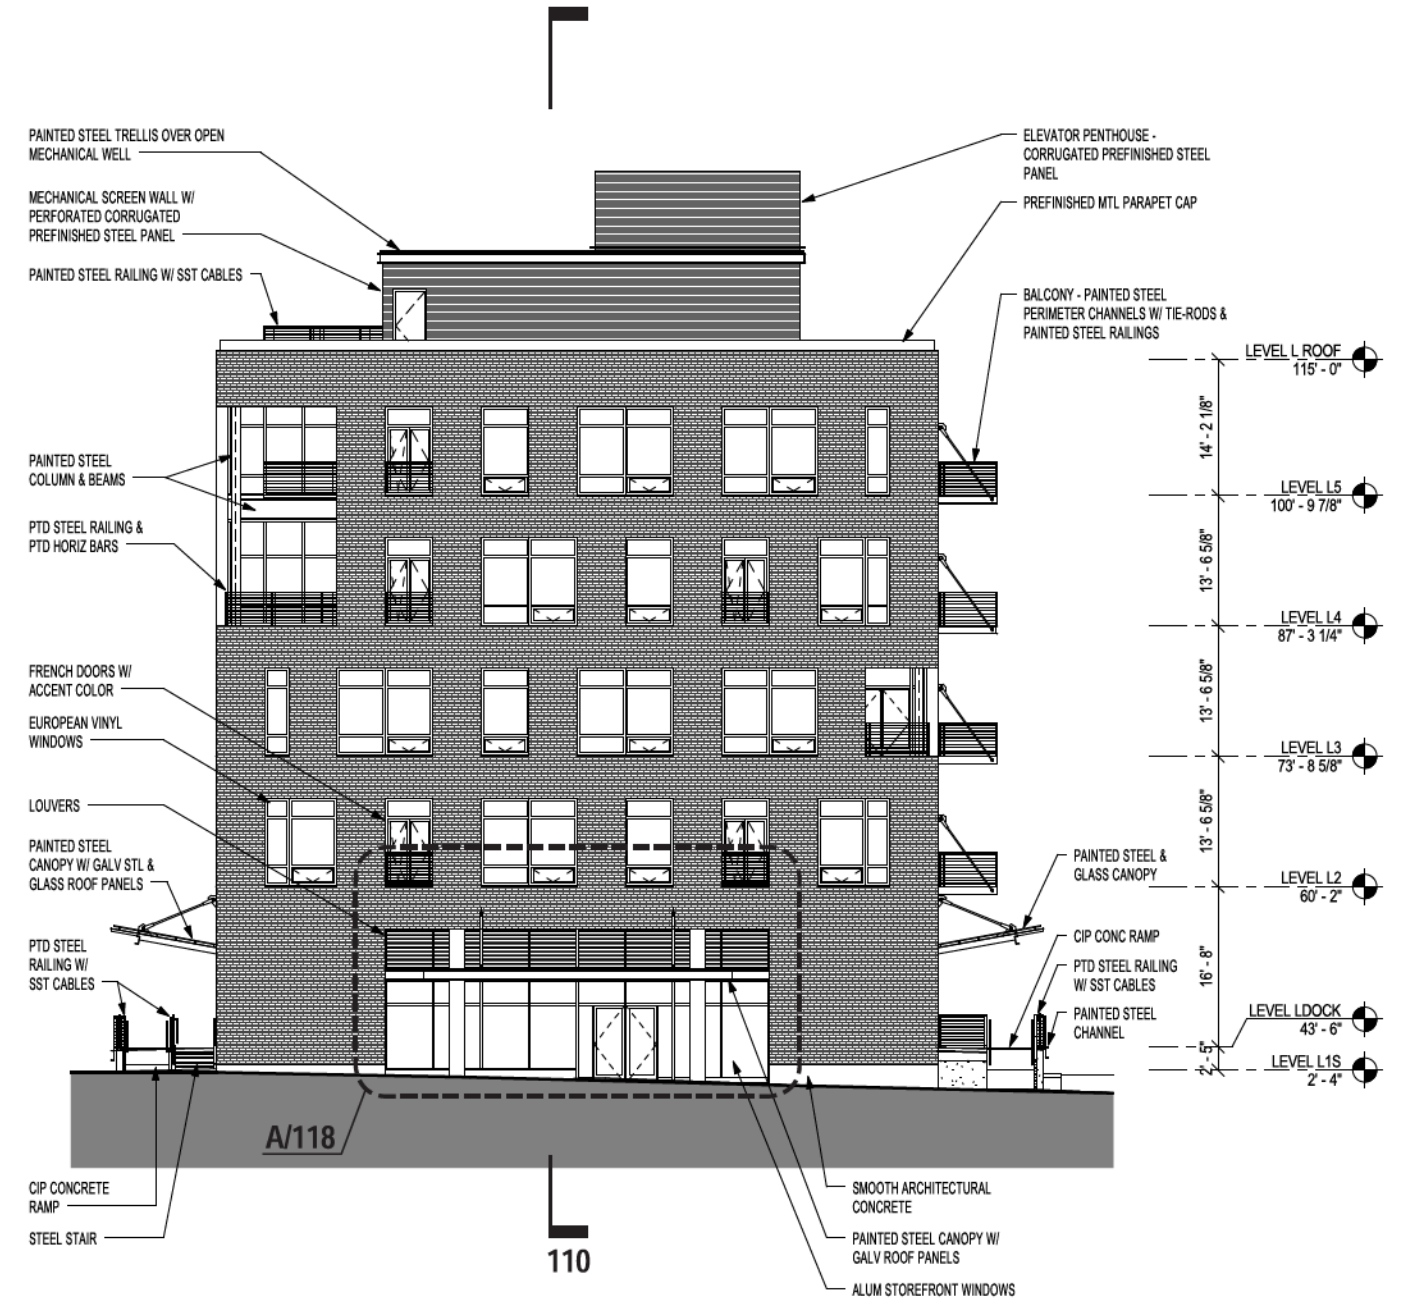 PAINTED STEEL TRELLIS OVER OPEN
MECHANICAL WELL
MECHANICAL SCREEN WALL W/
PERFORATED CORRUGATED
PREFINISHED STEEL PANEL
PAINTED STEEL RAILING W/ SST CABLES
PAINTED STEEL
COLUMN & BEAMS
PTD STEEL RAILING &
PTD HORIZ BARS
FRENCH DOORS W/
ACCENT COLOR
EUROPEAN VINYL
WINDOWS
LOUVERS
PAINTED STEEL
CANOPY W/ GALV STL &
GLASS ROOF PANELS
PTD STEEL
RAILING W/
SST CABLES
CIP CONCRETE
RAMP
STEEL STAIR
A/118
110
ELEVATOR PENTHOUSE -
CORRUGATED PREFINISHED STEEL
PANEL
PREFINISHED MTL PARAPET CAP
BALCONY - PAINTED STEEL
PERIMETER CHANNELS W/ TIE-RODS &
PAINTED STEEL RAILINGS
LEVEL L ROOF
115' - 0"
14' - 2 1/8"
LEVEL L5
100' - 9 7/8"
13' - 6 5/8"
LEVEL L4
87' - 3 1/4"
13' - 6 5/8"
LEVEL L3
73' - 8 5/8"
13' - 6 5/8"
LEVEL L2
60' - 2"
16' - 8"
LEVEL LDOCK
43' - 6"
2' - 5"
LEVEL L1S
2' - 4"
PAINTED STEEL &
GLASS CANOPY
CIP CONC RAMP
PTD STEEL RAILING
W/ SST CABLES
PAINTED STEEL
CHANNEL
SMOOTH ARCHITECTURAL
CONCRETE
PAINTED STEEL CANOPY W/
GALV ROOF PANELS
ALUM STOREFRONT WINDOWS